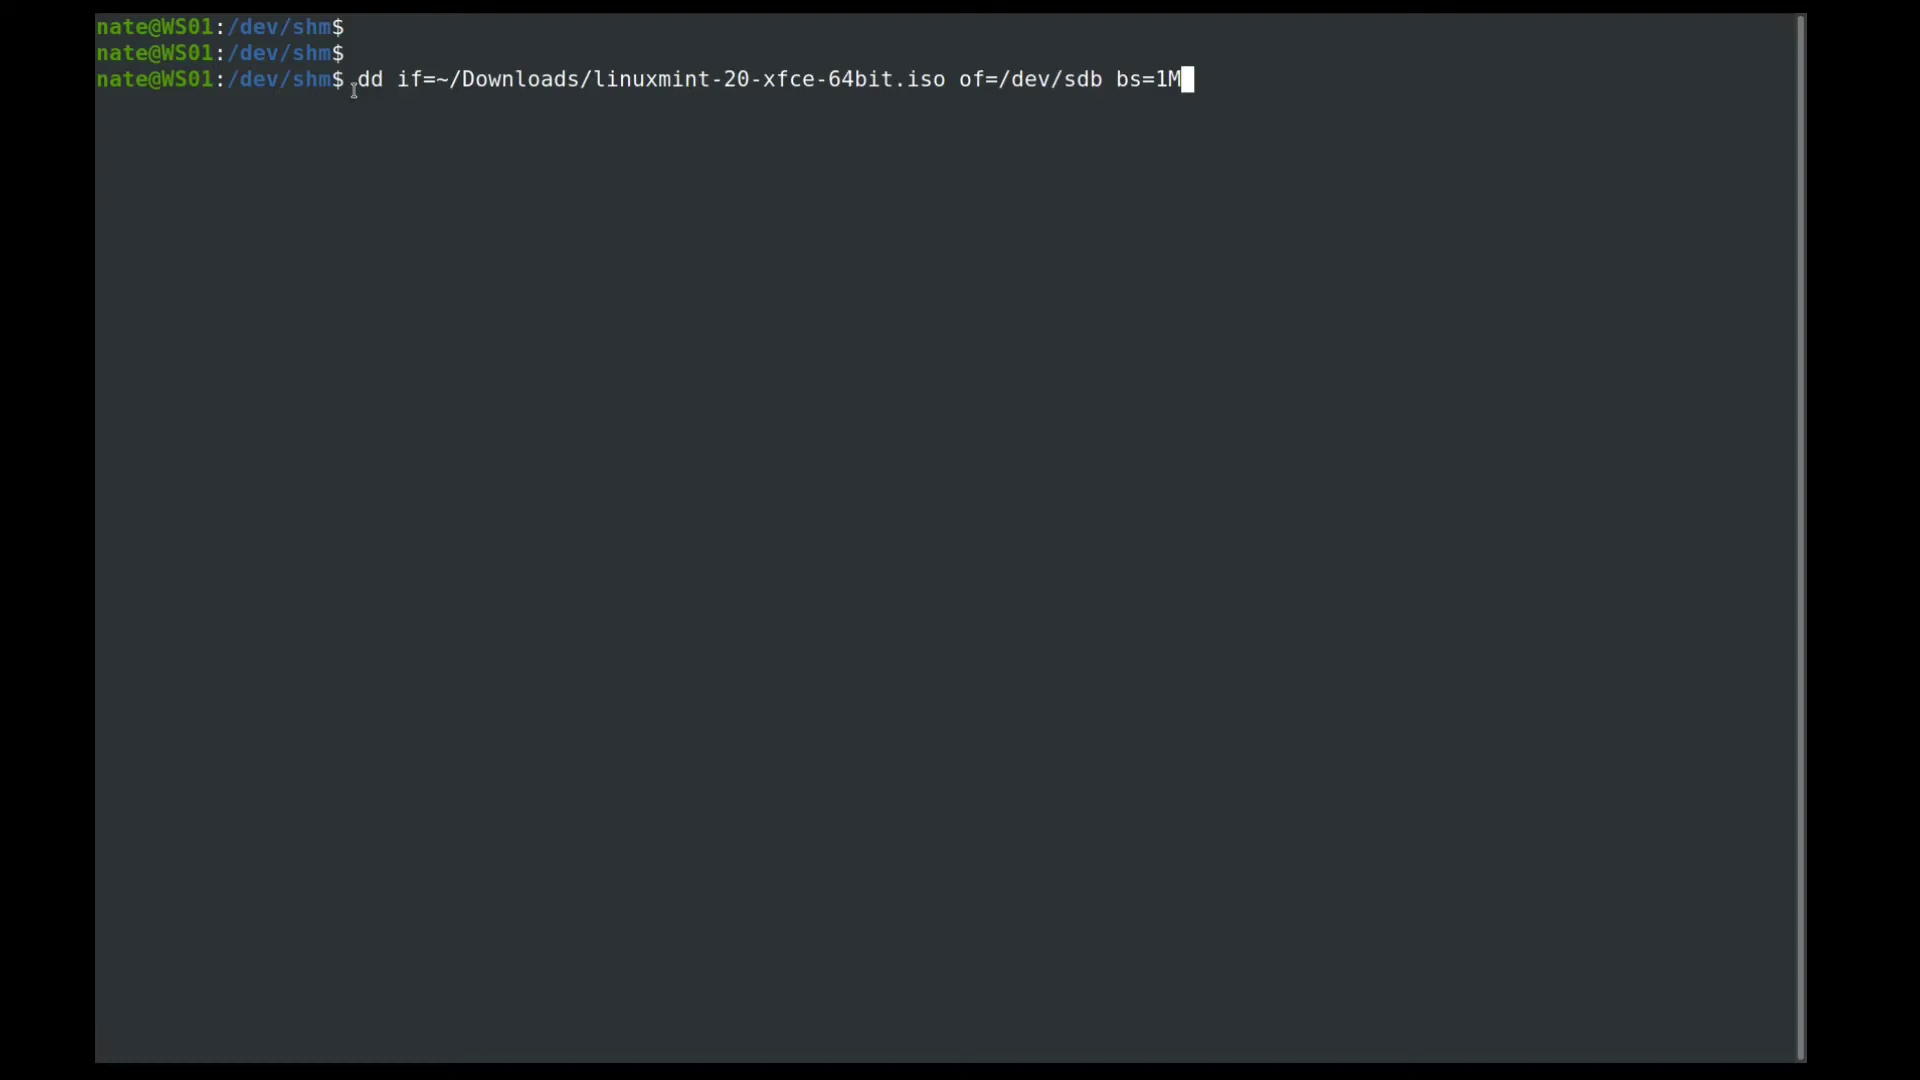 nate@WS01:/dev/shm$
nate@WS01:/dev/shm$
nate@WS01:/dev/shm$ dd if=~/Downloads/linuxmint-20-xfce-64bit.iso of=/dev/sdb bs=1M